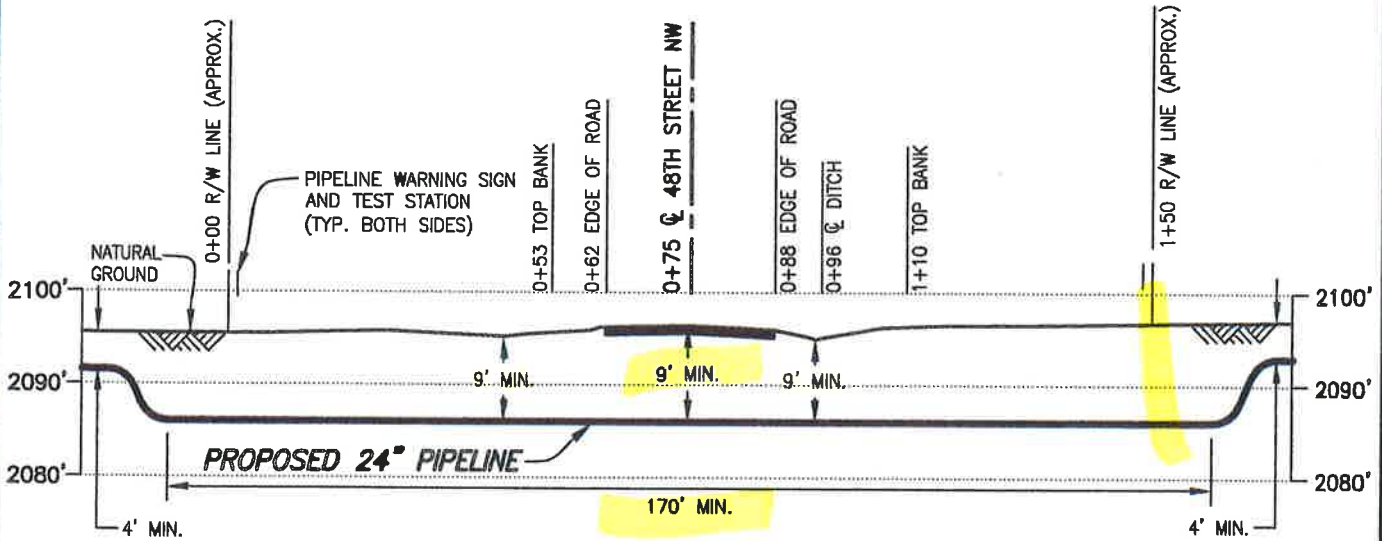 0+00 R/W LINE (APPROX.)
PIPELINE WARNING SIGN
AND TEST STATION
(TYP. BOTH SIDES)
0+53 TOP BANK
0+62 EDGE OF ROAD
0+75 ℄ 48TH STREET NW
0+88 EDGE OF ROAD
0+96 ℄ DITCH
1+10 TOP BANK
1+50 R/W LINE (APPROX.)
NATURAL
GROUND
2100'
2100'
2090'
9' MIN.
9' MIN.
9' MIN.
2090'
PROPOSED 24" PIPELINE
2080'
2080'
170' MIN.
4' MIN.
4' MIN.